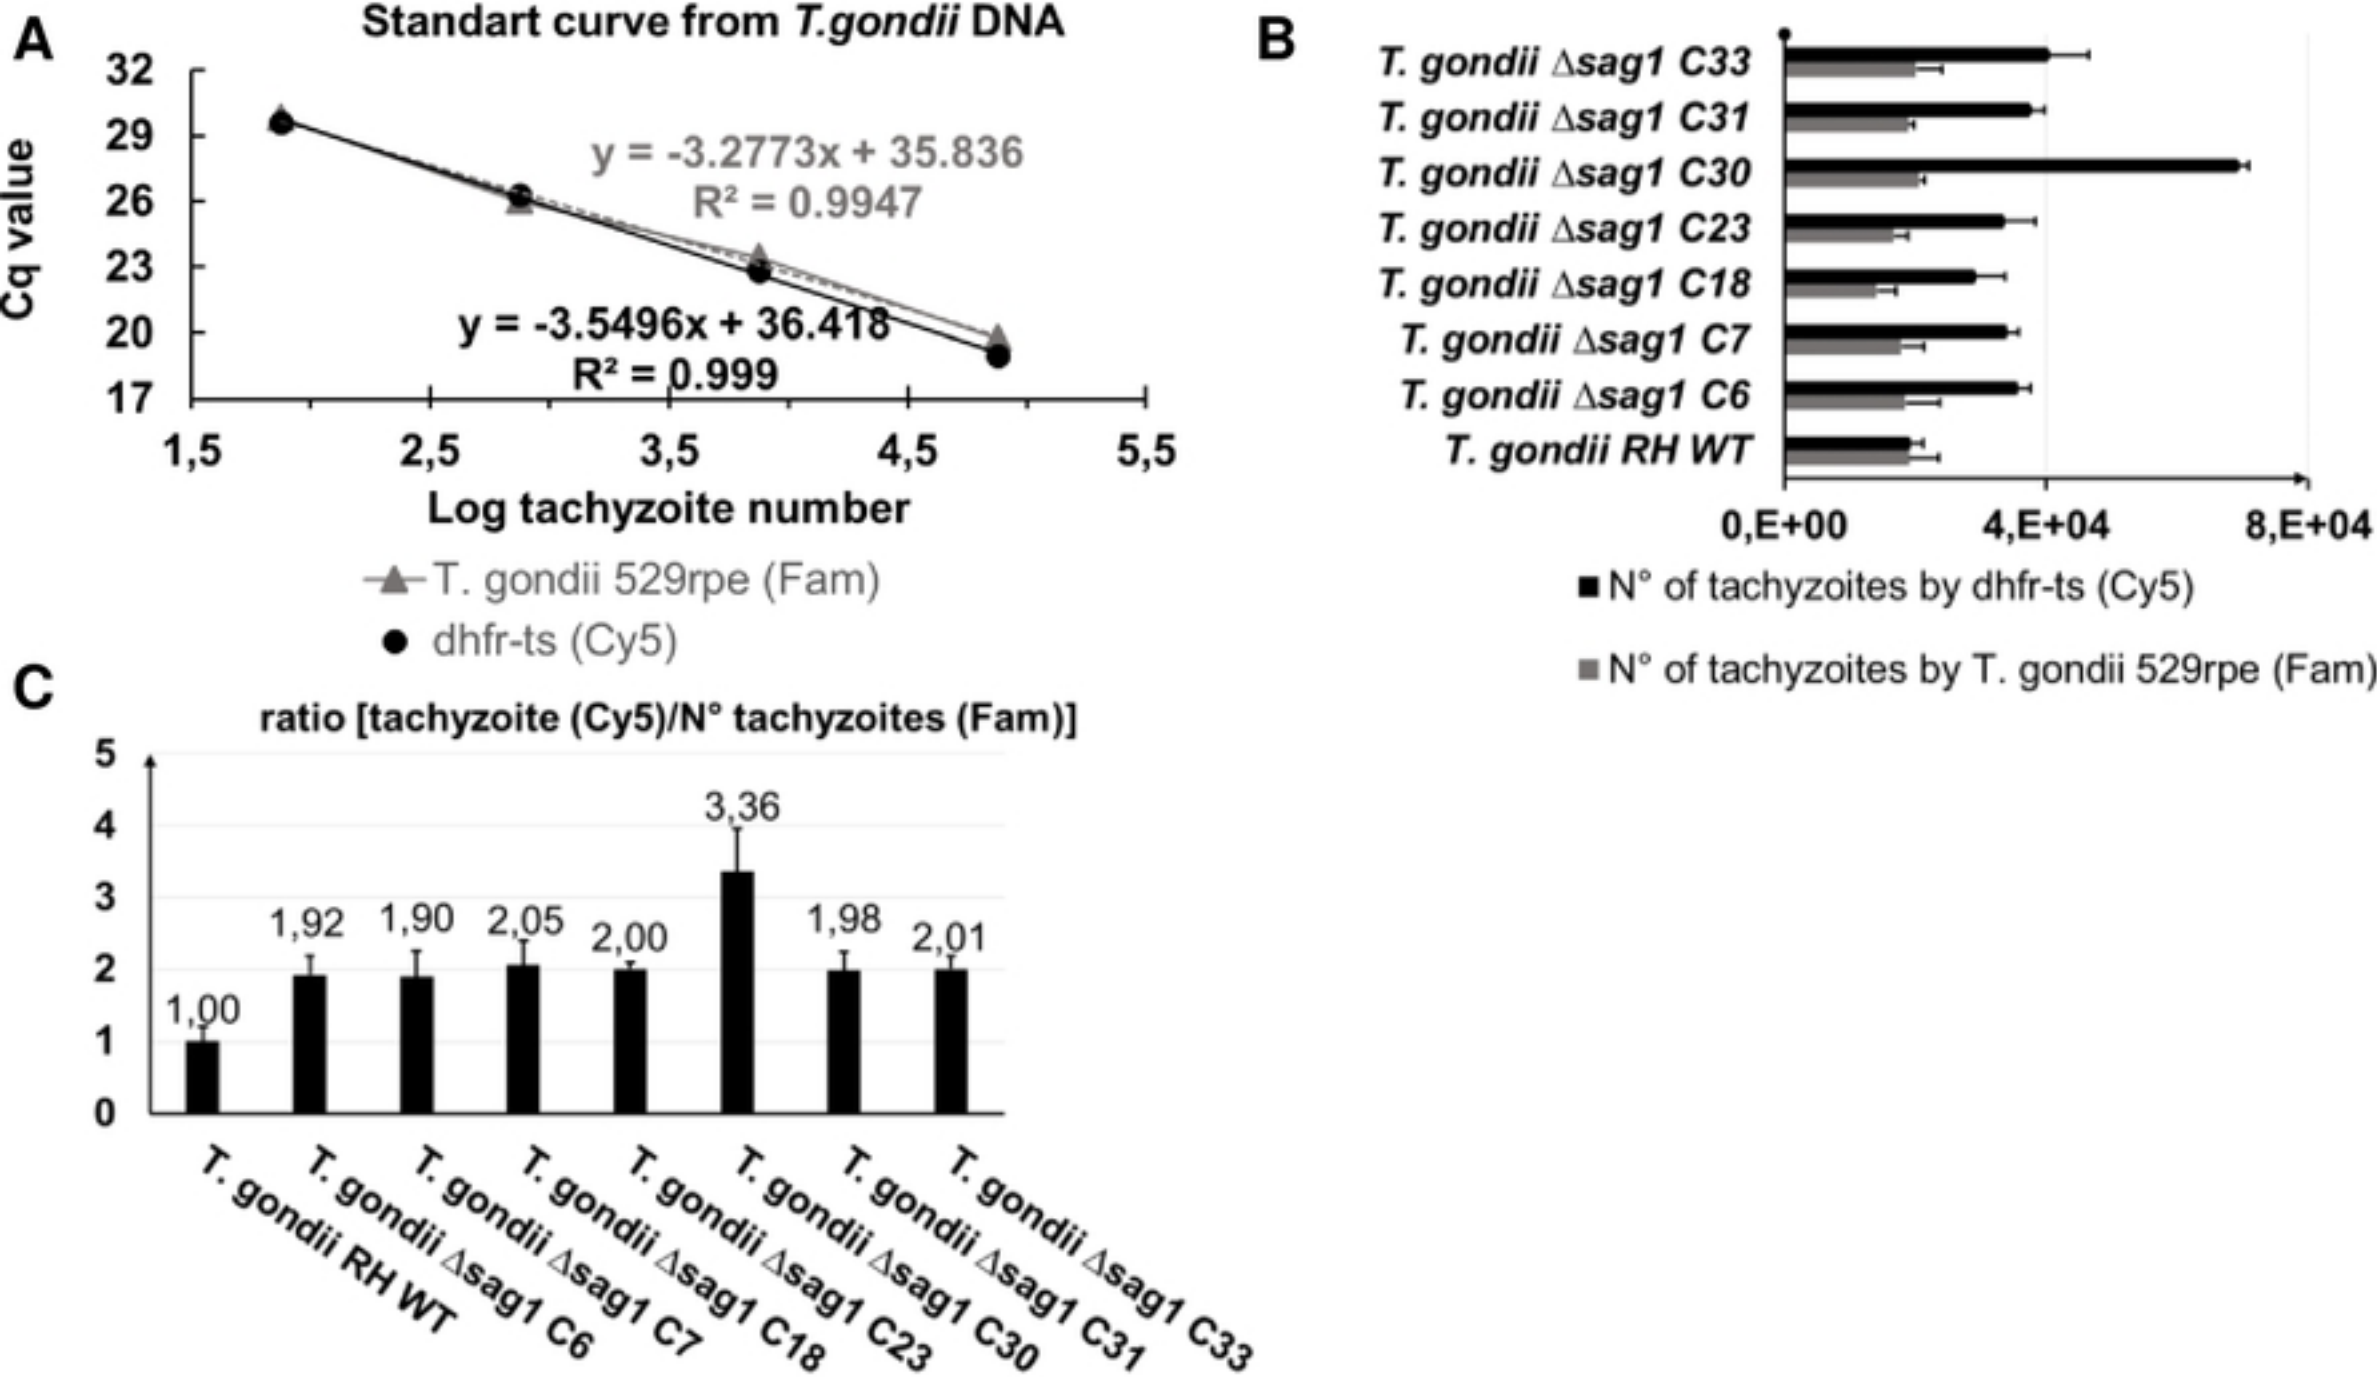 A
Standart curve from T.gondii DNA
32
29
26
23
20
17
Cq value
y = -3.2773x + 35.836
R² = 0.9947
y = -3.5496x + 36.418
R² = 0.999
1,5 2,5 3,5 4,5 5,5
Log tachyzoite number
T. gondii 529rpe (Fam)
dhfr-ts (Cy5)
B
T. gondii Δsag1 C33
T. gondii Δsag1 C31
T. gondii Δsag1 C30
T. gondii Δsag1 C23
T. gondii Δsag1 C18
T. gondii Δsag1 C7
T. gondii Δsag1 C6
T. gondii RH WT
0,E+00 4,E+04 8,E+04
N° of tachyzoites by dhfr-ts (Cy5)
N° of tachyzoites by T. gondii 529rpe (Fam)
C
ratio [tachyzoite (Cy5)/N° tachyzoites (Fam)]
5
4
3
2
1
0
1,00
1,92
1,90
2,05
2,00
3,36
1,98
2,01
T. gondii RH WT
T. gondii Δsag1 C6
T. gondii Δsag1 C7
T. gondii Δsag1 C18
T. gondii Δsag1 C23
T. gondii Δsag1 C30
T. gondii Δsag1 C31
T. gondii Δsag1 C33